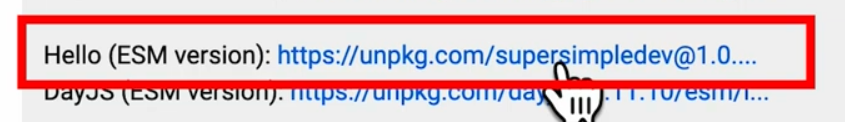 Hello (ESM version): https://unpkg.com/supersimpledev@1.0....
DayJS (ESM version): https://unpkg.com/day 11.10/esm/i...